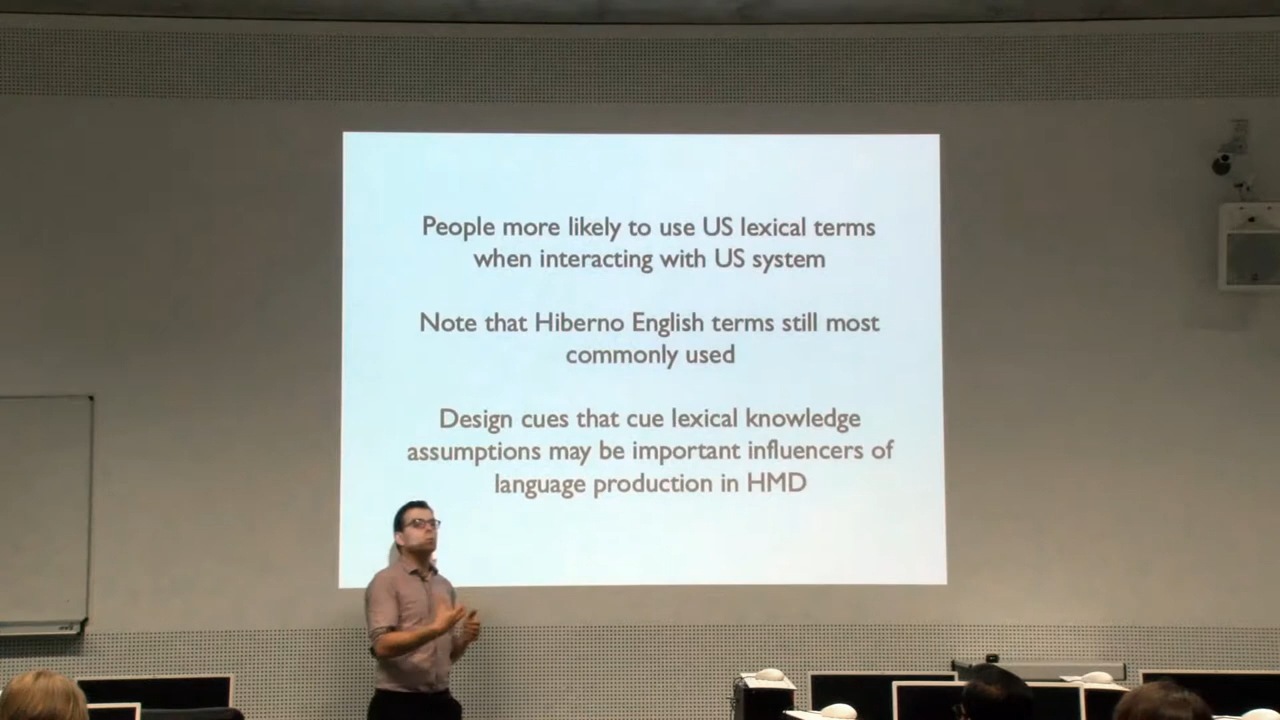 People more likely to use US lexical terms
when interacting with US system
Note that Hiberno English terms still most
commonly used
Design cues that cue lexical knowledge
assumptions may be important influencers of
language production in HMD